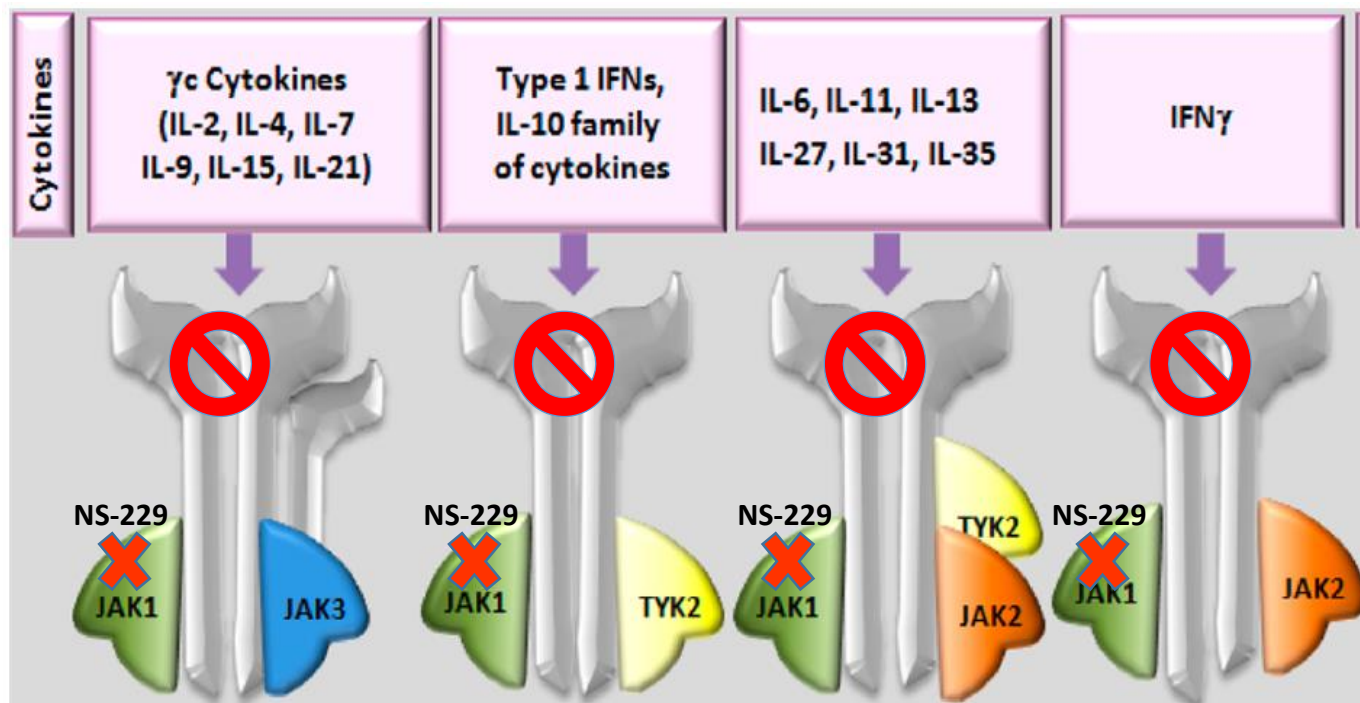 Cytokines
γc Cytokines
(IL-2, IL-4, IL-7
IL-9, IL-15, IL-21)
Type 1 IFNs,
IL-10 family
of cytokines
IL-6, IL-11, IL-13
IL-27, IL-31, IL-35
IFNγ
NS-229
JAK1
JAK3
NS-229
JAK1
TYK2
NS-229
JAK1
TYK2
JAK2
NS-229
JAK1
JAK2